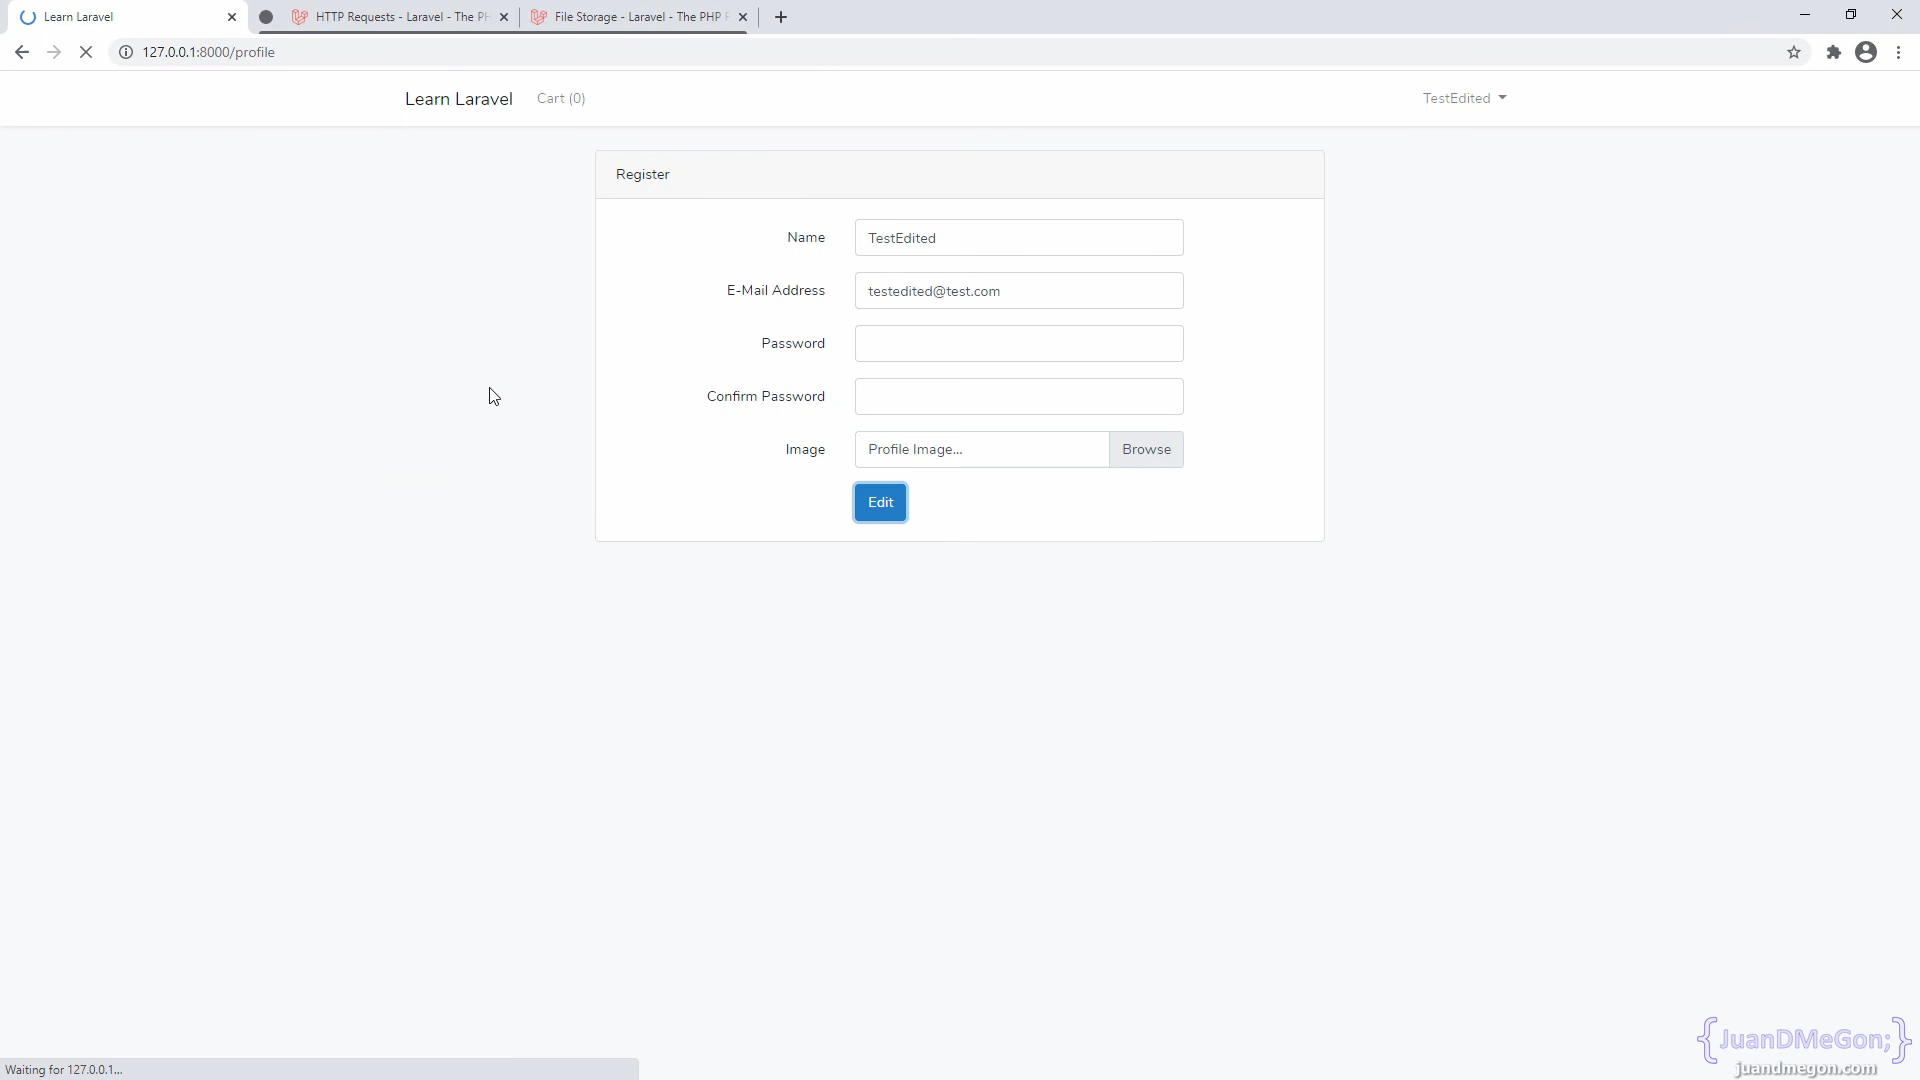 Learn Laravel
HTTP Requests - Laravel - The PH
File Storage - Laravel - The PHP F
127.0.0.1:8000/profile
Learn Laravel
Cart (0)
TestEdited
Register
Name
TestEdited
E-Mail Address
testedited@test.com
Password
Confirm Password
Image
Profile Image...
Browse
Edit
Waiting for 127.0.0.1...
{JuanDMeGon;}
juandmegon.com